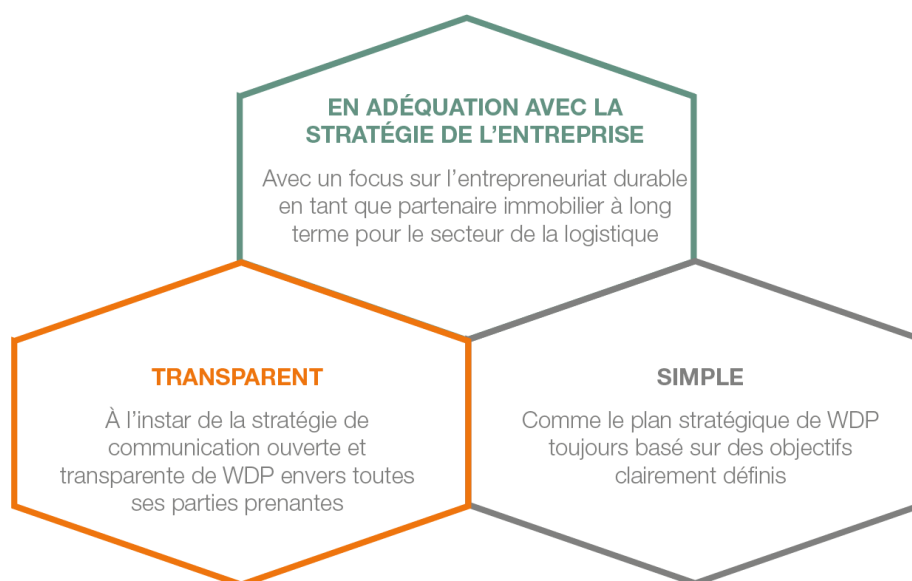 EN ADÉQUATION AVEC LA
STRATÉGIE DE L’ENTREPRISE
Avec un focus sur l’entrepreneuriat durable
en tant que partenaire immobilier à long
terme pour le secteur de la logistique
TRANSPARENT
À l’instar de la stratégie de
communication ouverte et
transparente de WDP envers toutes
ses parties prenantes
SIMPLE
Comme le plan stratégique de WDP
toujours basé sur des objectifs
clairement définis